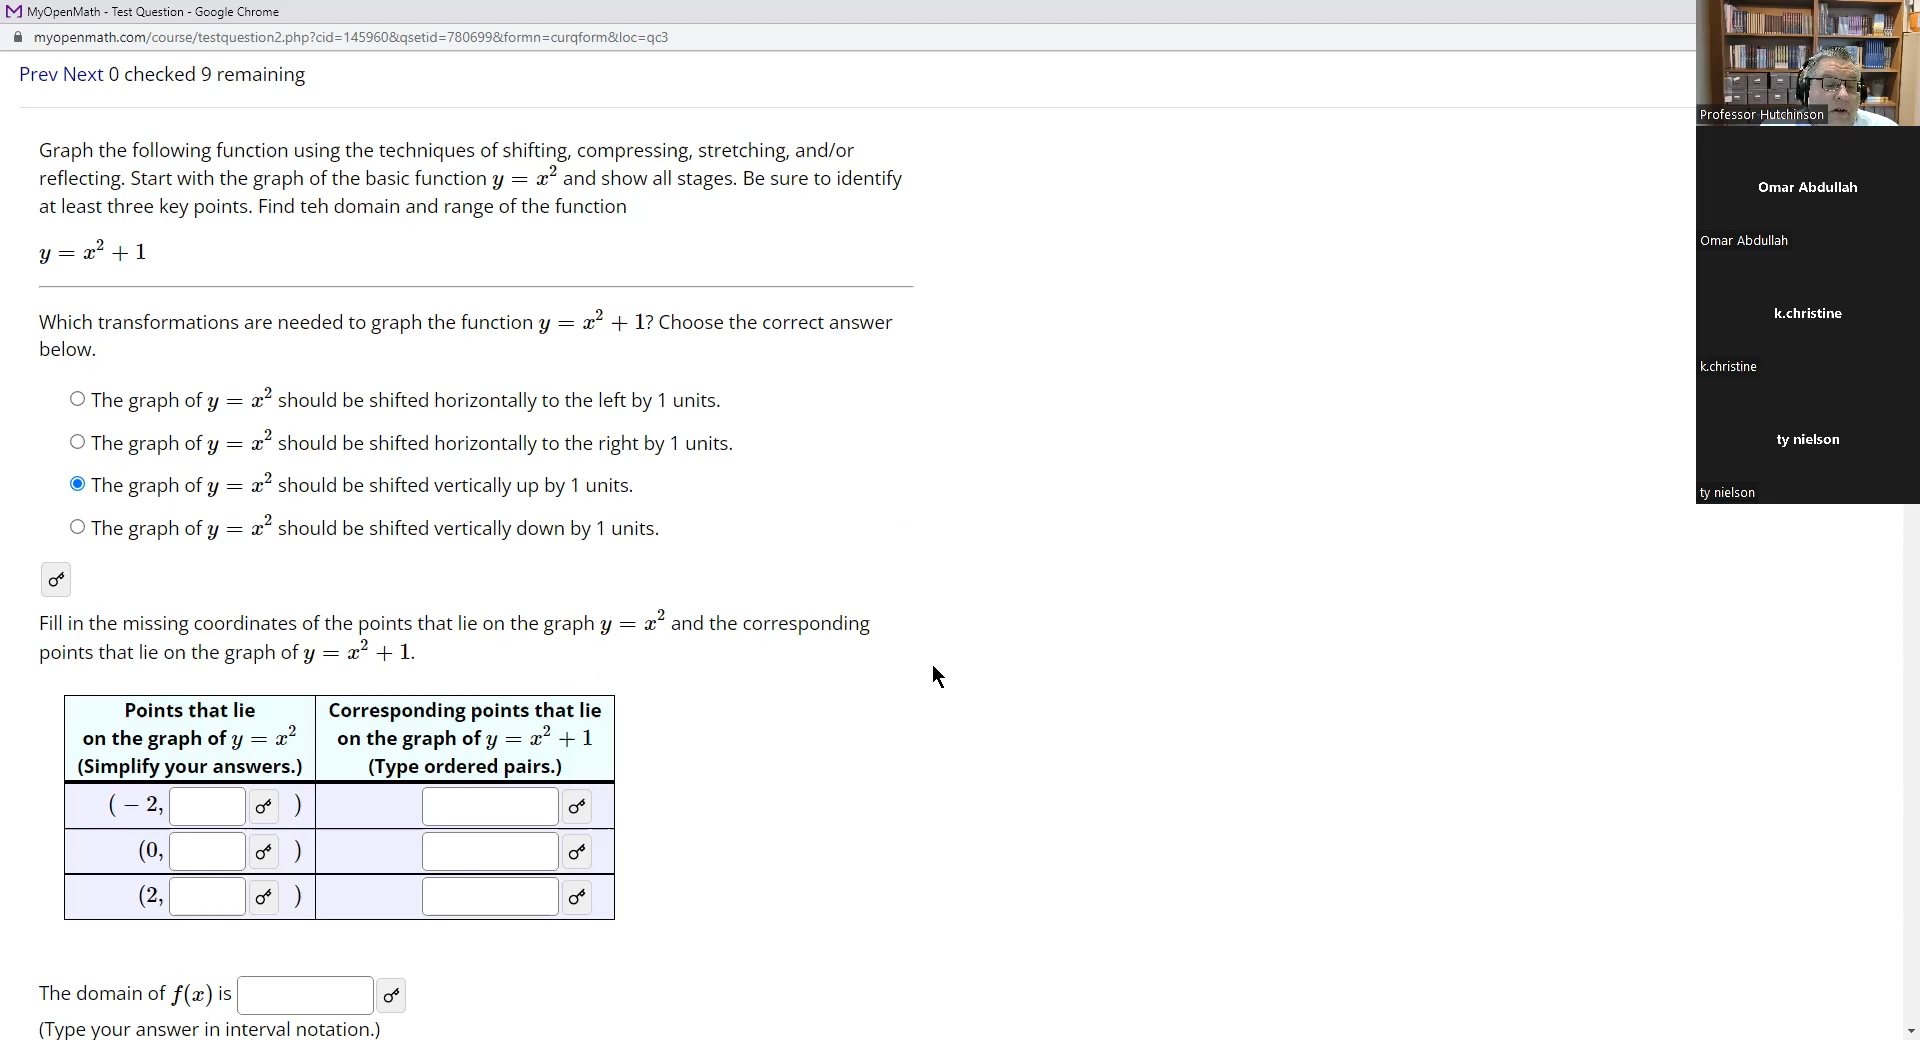 MyOpenMath - Test Question - Google Chrome
myopenmath.com/course/testquestion2.php?cid=145960&qsetid=780699&formn=curqform&loc=qc3
Prev Next 0 checked 9 remaining
Graph the following function using the techniques of shifting, compressing, stretching, and/or
reflecting. Start with the graph of the basic function y = x² and show all stages. Be sure to identify
at least three key points. Find teh domain and range of the function
y = x² + 1
Which transformations are needed to graph the function y = x² + 1? Choose the correct answer
below.
The graph of y = x² should be shifted horizontally to the left by 1 units.
The graph of y = x² should be shifted horizontally to the right by 1 units.
The graph of y = x² should be shifted vertically up by 1 units.
The graph of y = x² should be shifted vertically down by 1 units.
Fill in the missing coordinates of the points that lie on the graph y = x² and the corresponding
points that lie on the graph of y = x² + 1.
Points that lie
on the graph of y = x²
(Simplify your answers.)
Corresponding points that lie
on the graph of y = x² + 1
(Type ordered pairs.)
( − 2, )
(0, )
(2, )
The domain of f(x) is
(Type your answer in interval notation.)
Professor Hutchinson
Omar Abdullah
Omar Abdullah
k.christine
k.christine
ty nielson
ty nielson